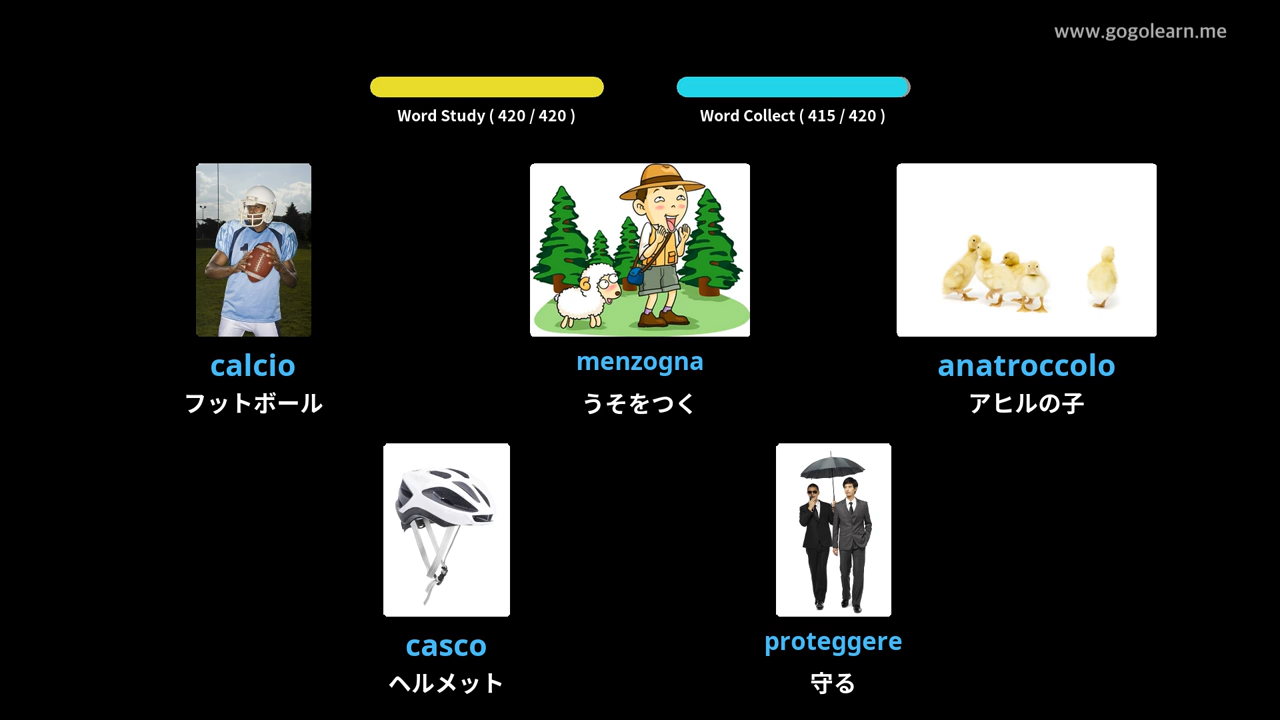 www.gogolearn.me
Word Study ( 420 / 420 )
Word Collect ( 415 / 420 )
calcio
フットボール
menzogna
うそをつく
anatroccolo
アヒルの子
casco
ヘルメット
proteggere
守る